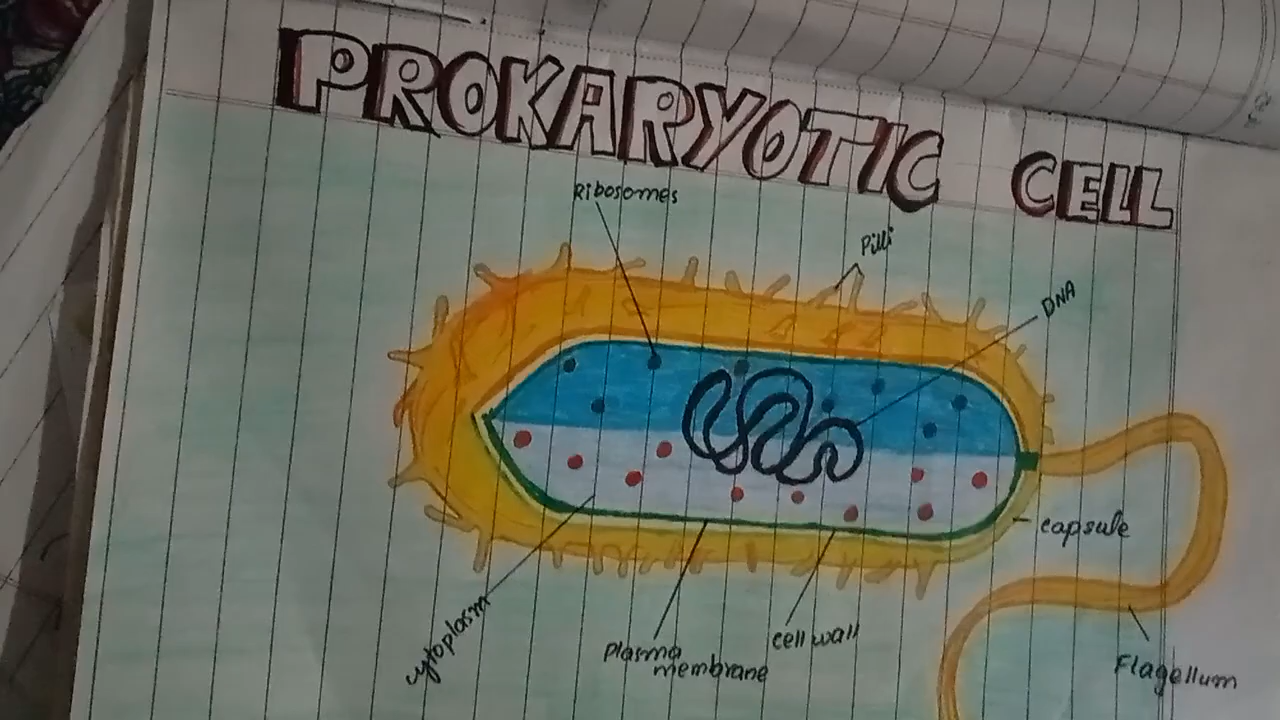 PROKARYOTIC CELL
Ribosomes
Pilli
DNA
capsule
cytoplasm
Plasma
membrane
cell wall
Flagellum